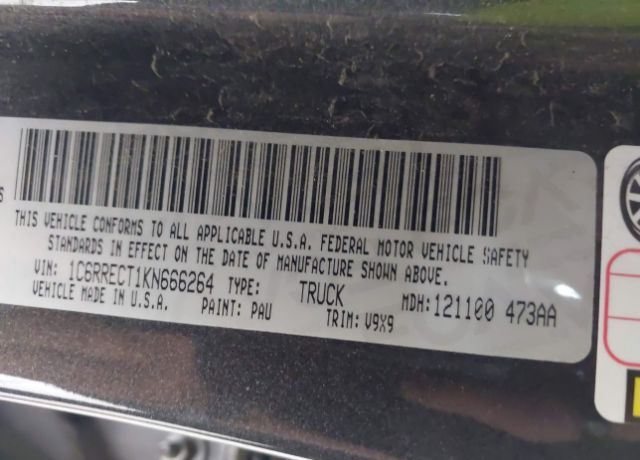 S
THIS VEHICLE CONFORMS TO ALL APPLICABLE U.S.A. FEDERAL MOTOR VEHICLE SAFETY
STANDARDS IN EFFECT ON THE DATE OF MANUFACTURE SHOWN ABOVE.
VIN: 1C6RRECT1KN666264 TYPE: TRUCK MDH:121100 473AA
VEHICLE MADE IN U.S.A. PAINT: PAU TRIM: V9X9